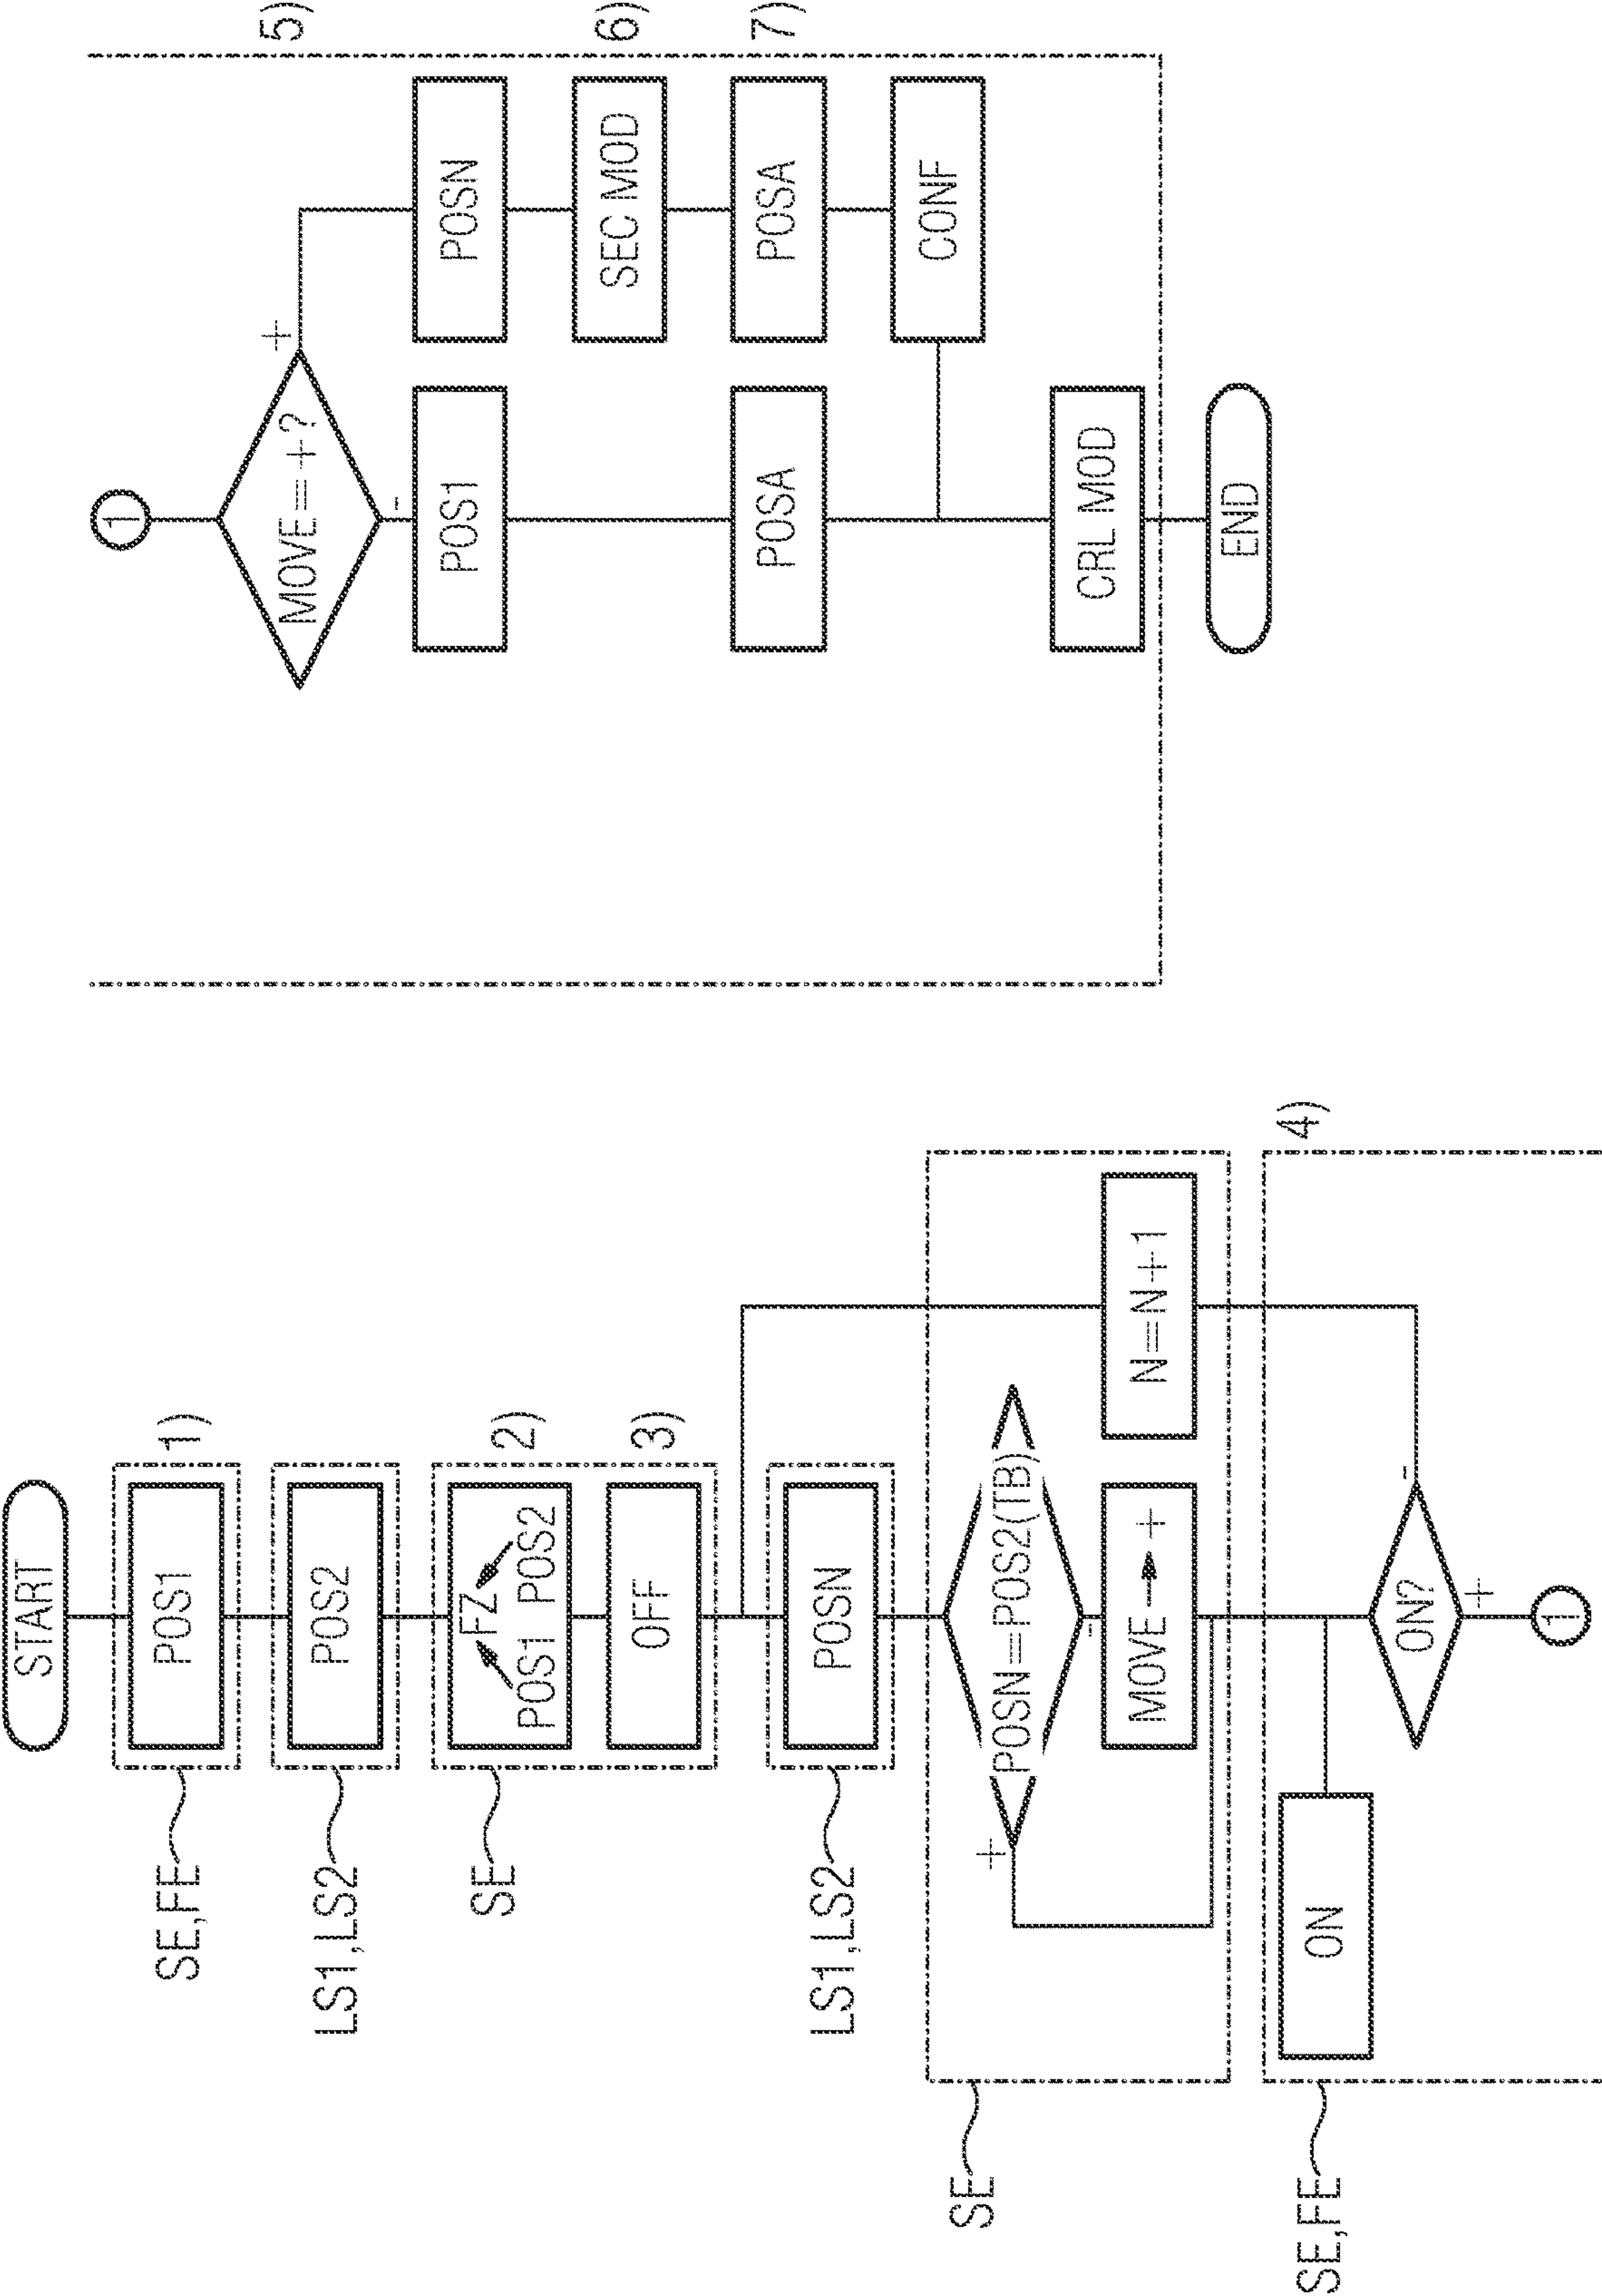 START
POS1
1)
SE,FE
POS2
LS1,LS2
FZ
POS1 POS2
2)
OFF
3)
SE
POSN
LS1,LS2
POSN=POS2(TB)
+
-
MOVE → +
N=N+1
SE
4)
ON
ON?
-
+
1
SE,FE
1
MOVE=+?
+
-
5)
POS1
POSN
SEC MOD
6)
POSA
POSA
7)
CONF
CRL MOD
END